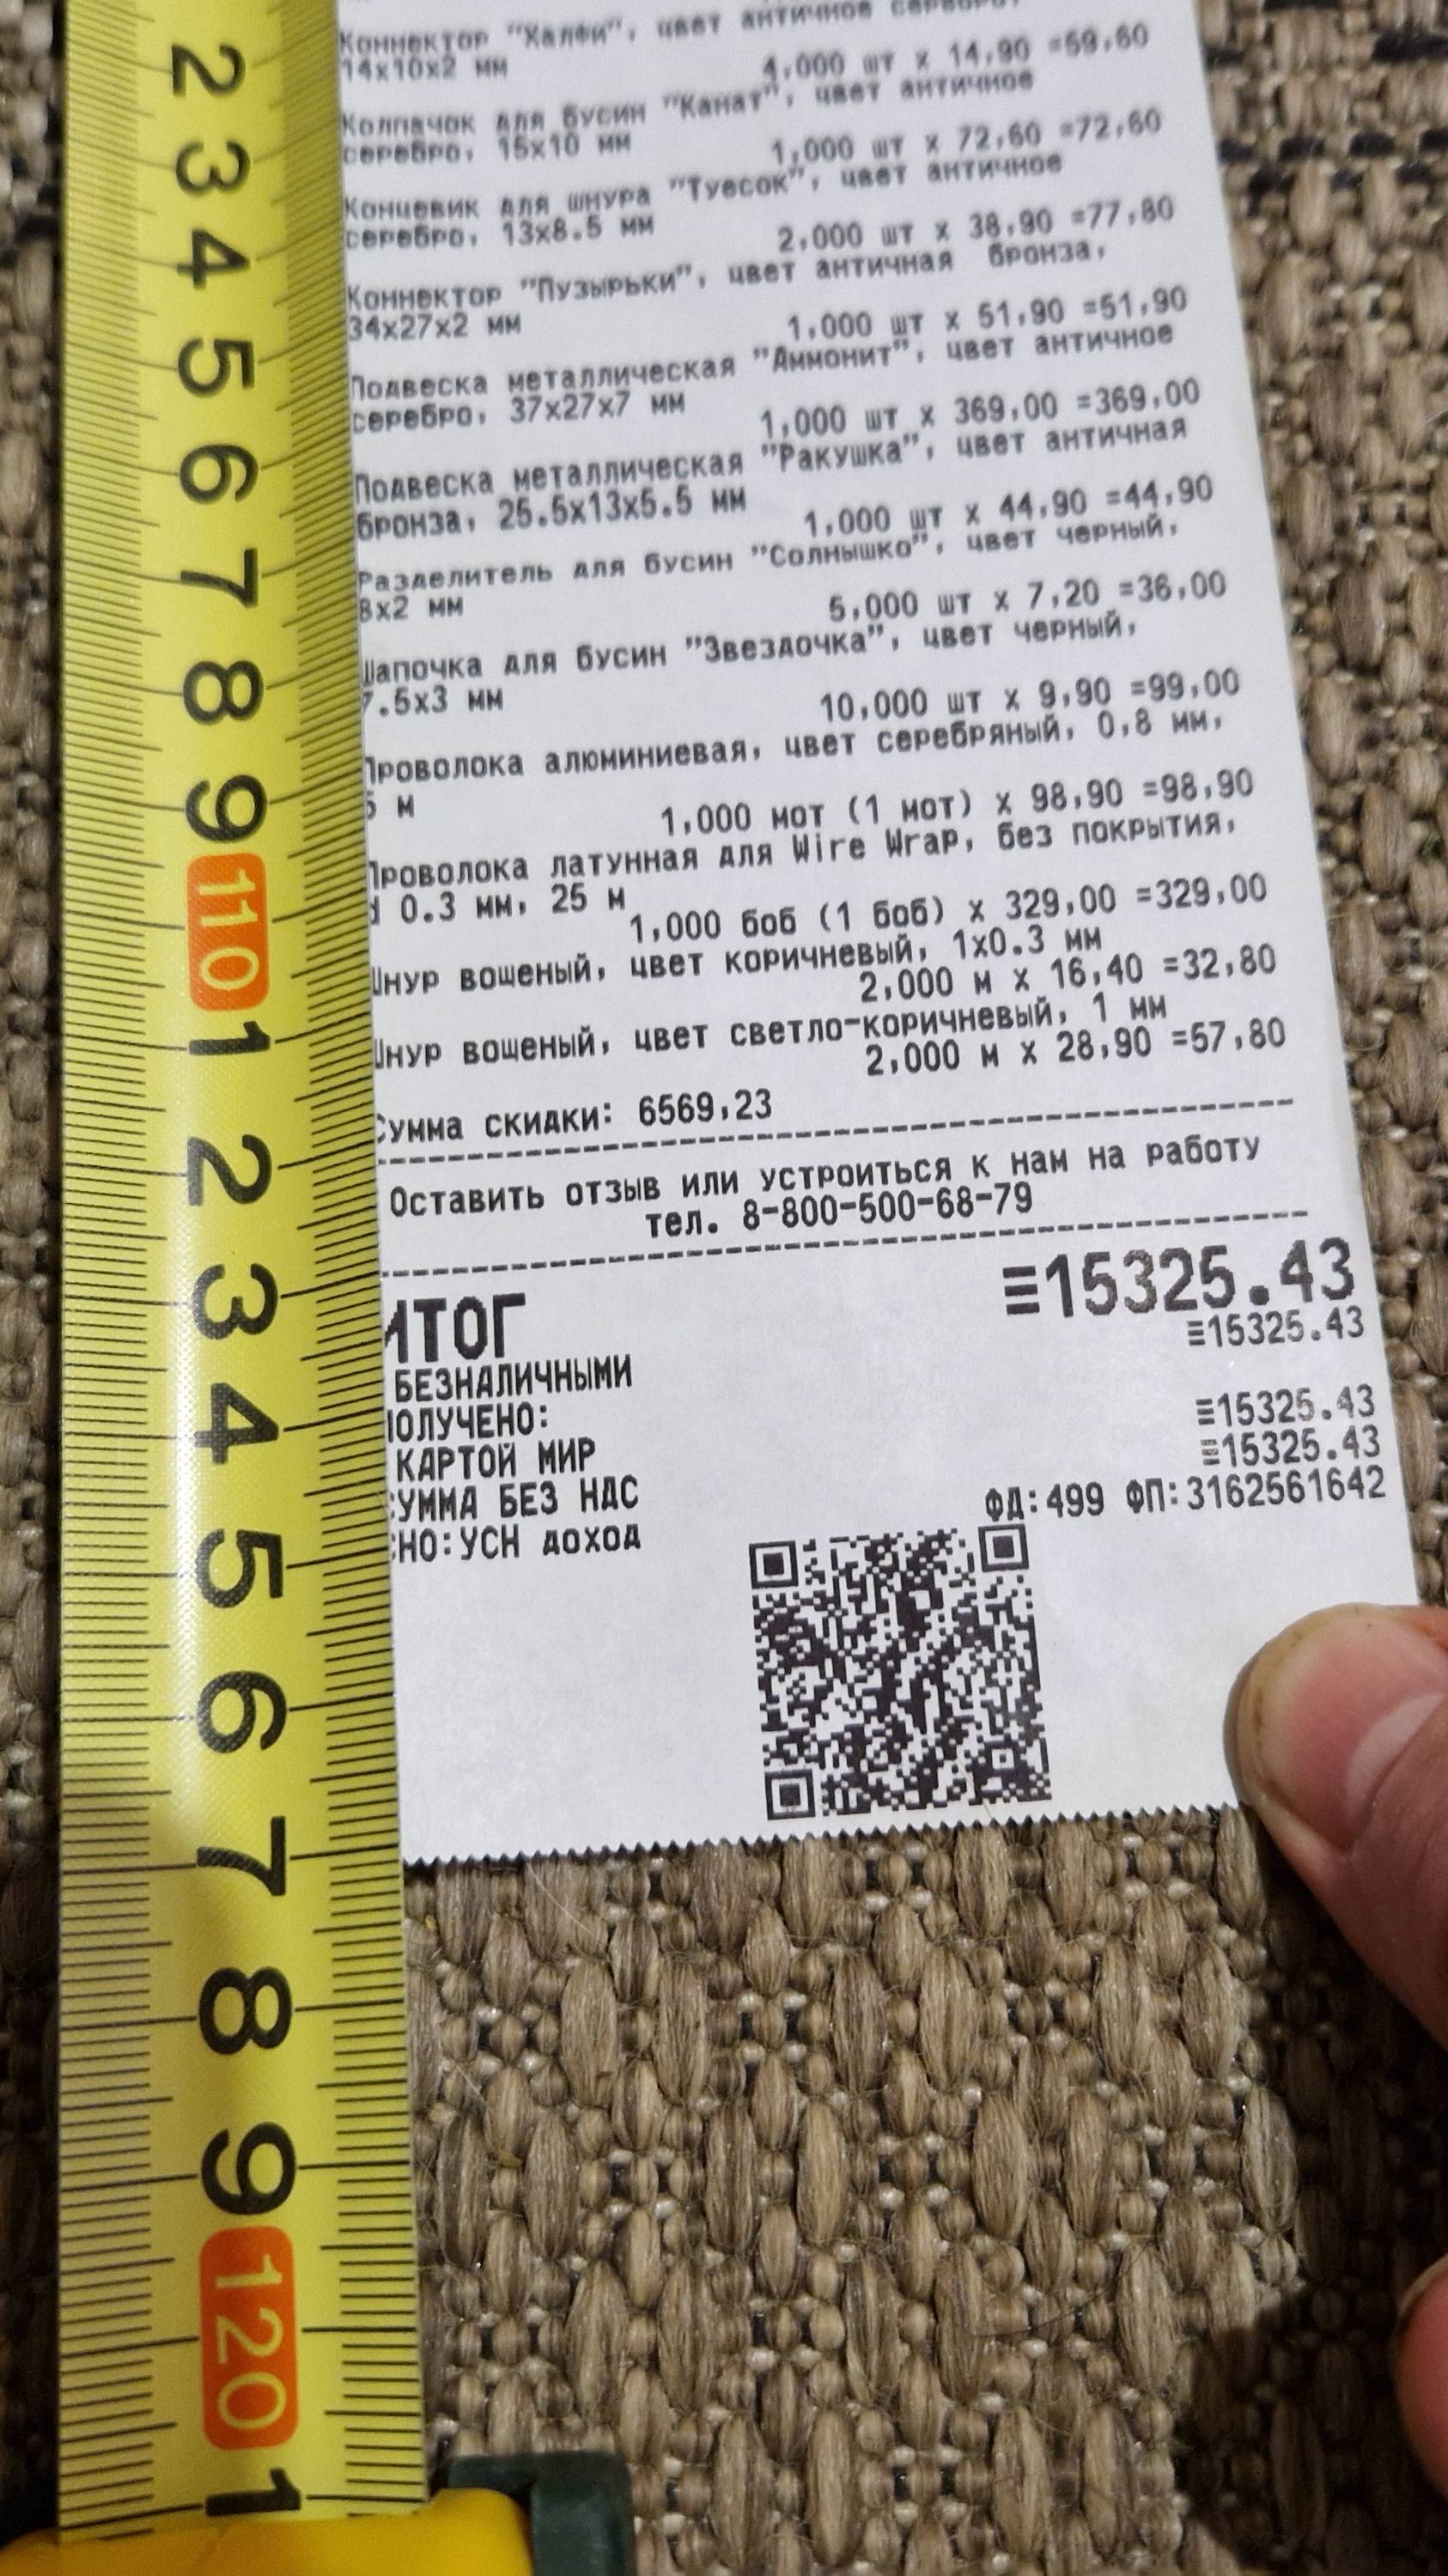 Коннектор "Халфи", цвет античное серебро,
14x10x2 мм
4,000 шт x 14,90 =59,60
Колпачок для бусин "Канат", цвет античное
серебро, 15x10 мм
1,000 шт x 72,60 =72,60
Концевик для шнура "Туесок", цвет античное
серебро, 13x8.5 мм
2,000 шт x 38,90 =77,80
Коннектор "Пузырьки", цвет античная бронза,
34x27x2 мм
1,000 шт x 51,90 =51,90
Подвеска металлическая "Аммонит", цвет античное
серебро, 37x27x7 мм
1,000 шт x 369,00 =369,00
Подвеска металлическая "Ракушка", цвет античная
бронза, 25.5x13x5.5 мм
1,000 шт x 44,90 =44,90
Разделитель для бусин "Солнышко", цвет черный,
8x2 мм
5,000 шт x 7,20 =36,00
Шапочка для бусин "Звездочка", цвет черный,
7.5x3 мм
10,000 шт x 9,90 =99,00
Проволока алюминиевая, цвет серебряный, 0,8 мм,
5 м
1,000 мот (1 мот) x 98,90 =98,90
Проволока латунная для Wire Wrap, без покрытия,
d 0.3 мм, 25 м
1,000 боб (1 боб) x 329,00 =329,00
Шнур вощеный, цвет коричневый, 1x0.3 мм
2,000 м x 16,40 =32,80
Шнур вощеный, цвет светло-коричневый, 1 мм
2,000 м x 28,90 =57,80
Сумма скидки: 6569,23
Оставить отзыв или устроиться к нам на работу
тел. 8-800-500-68-79
ИТОГ ≡15325.43
БЕЗНАЛИЧНЫМИ ≡15325.43
ПОЛУЧЕНО:
КАРТОЙ МИР ≡15325.43
СУММА БЕЗ НДС ≡15325.43
СНО:УСН доход ФД:499 ФП:3162561642
2
3
4
5
6
7
8
9
110
1
2
3
4
5
6
7
8
9
120
1